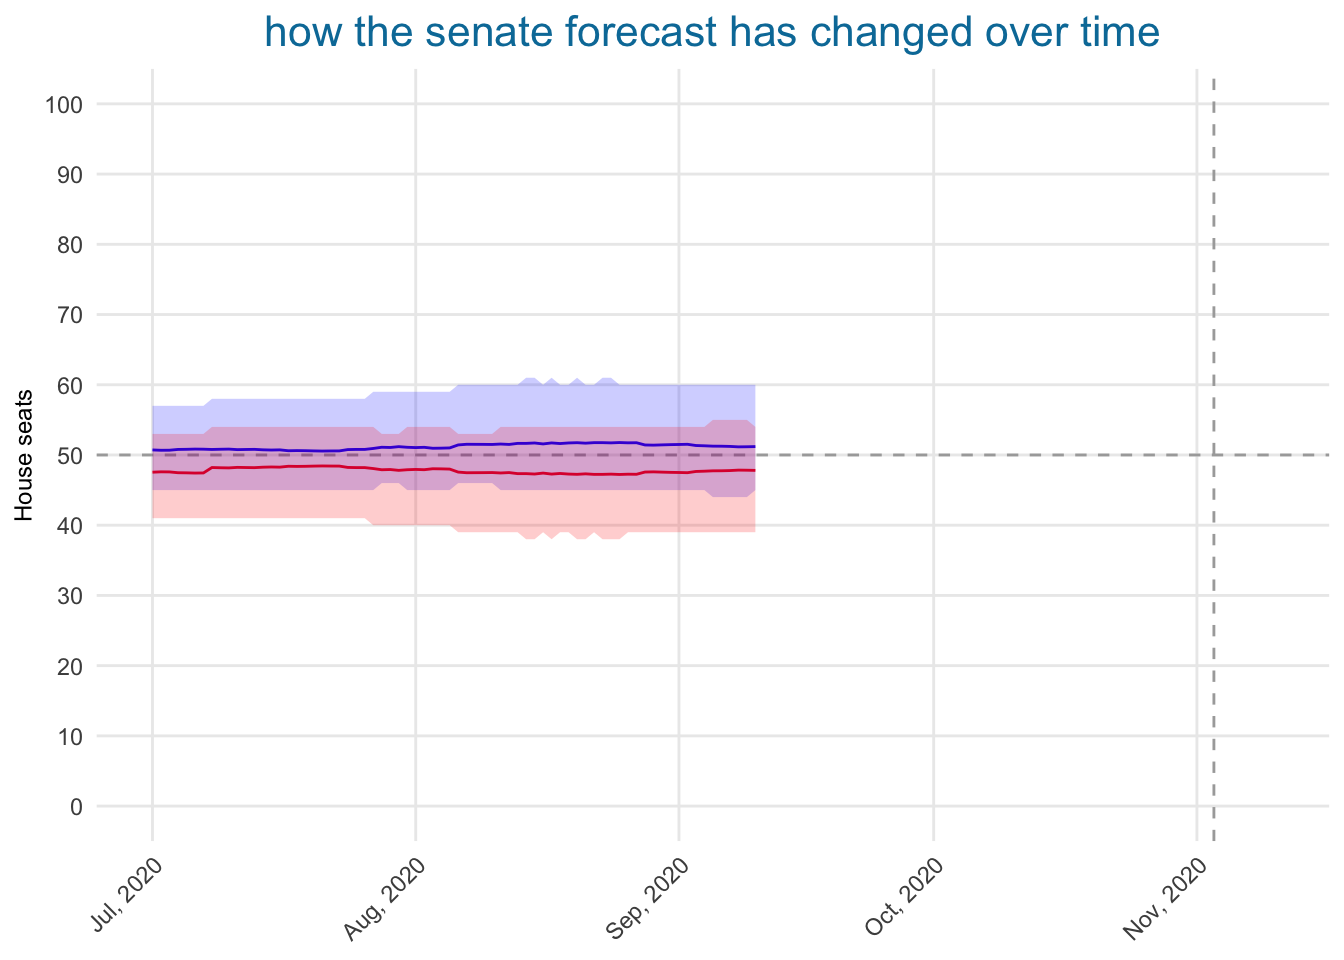 how the senate forecast has changed over time
House seats
100
90
80
70
60
50
40
30
20
10
0
Jul, 2020
Aug, 2020
Sep, 2020
Oct, 2020
Nov, 2020